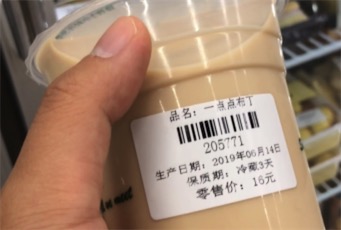 品名：一点点布丁
205771
生产日期：2019年06月14日
保质期：冷藏3天
零售价：16元